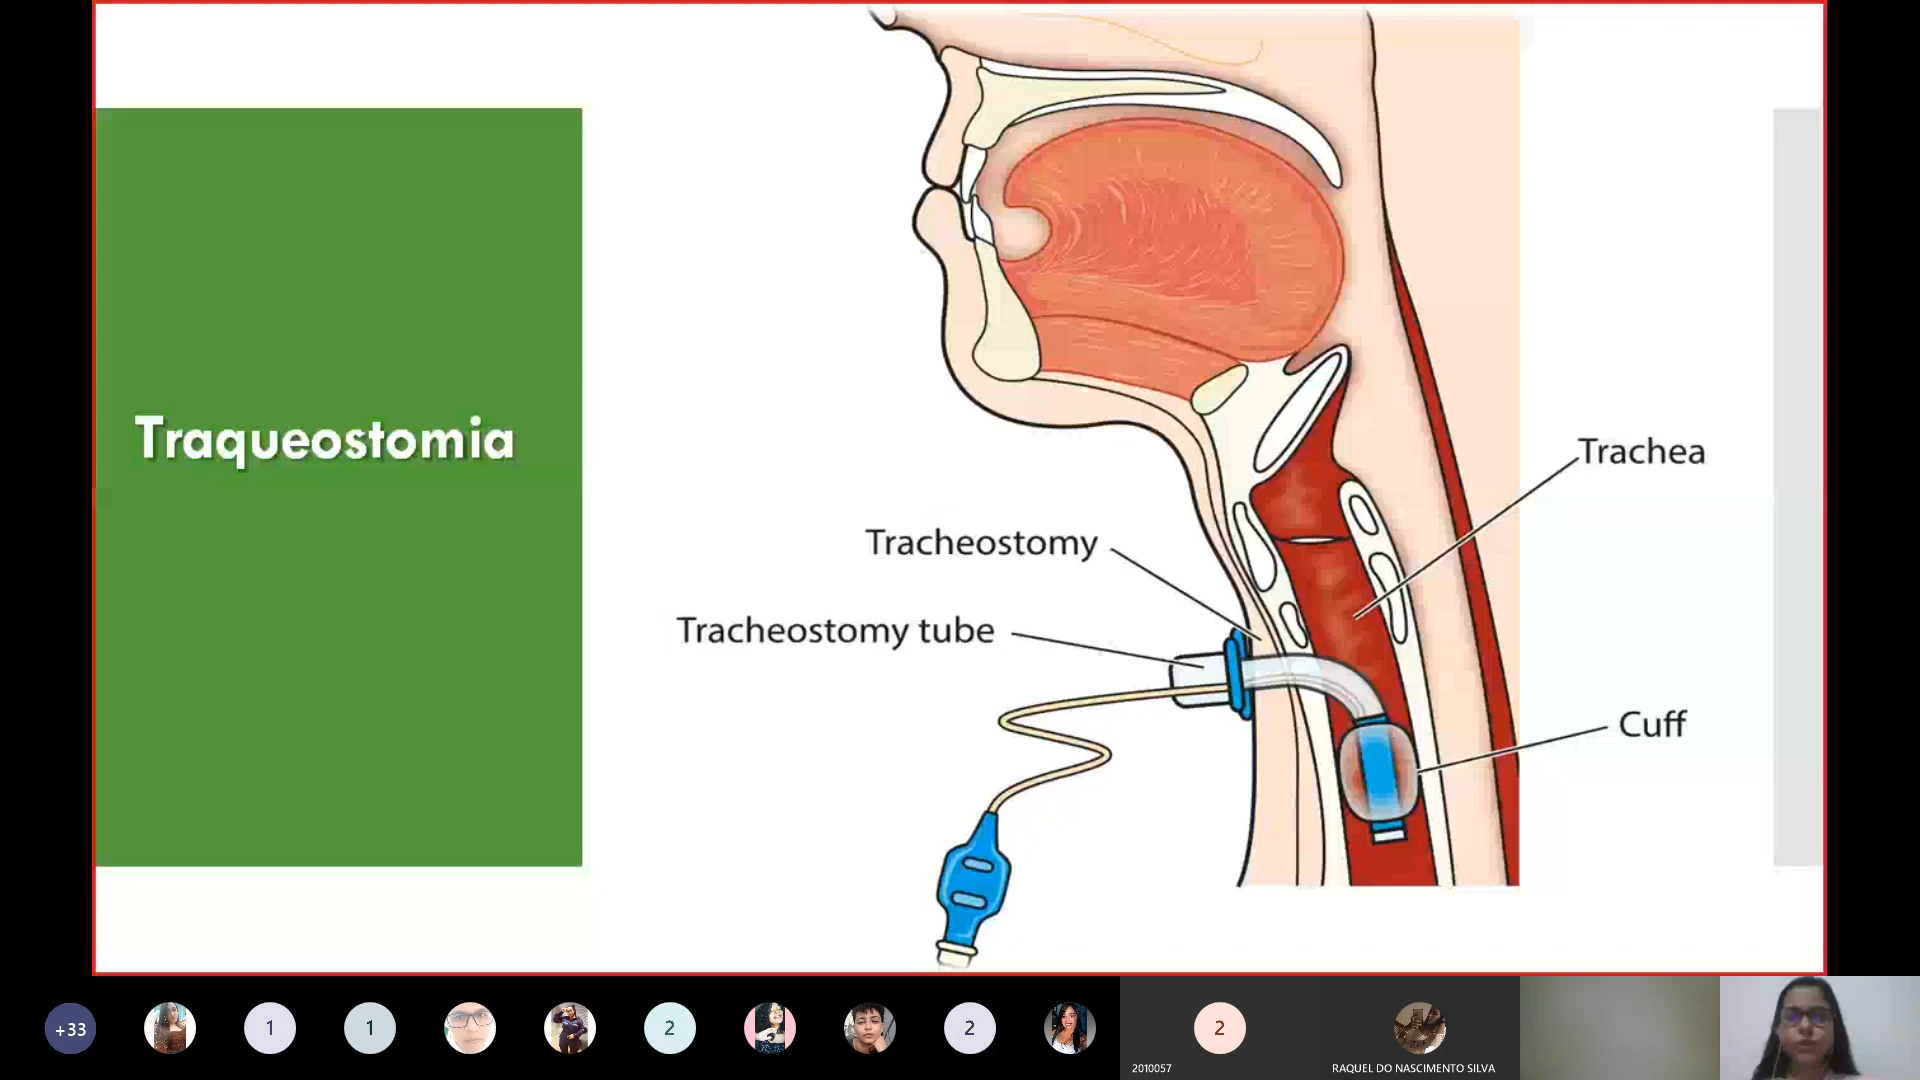 Traqueostomia
Trachea
Tracheostomy
Tracheostomy tube
Cuff
+33
1
1
2
2
2
2010057
RAQUEL DO NASCIMENTO SILVA